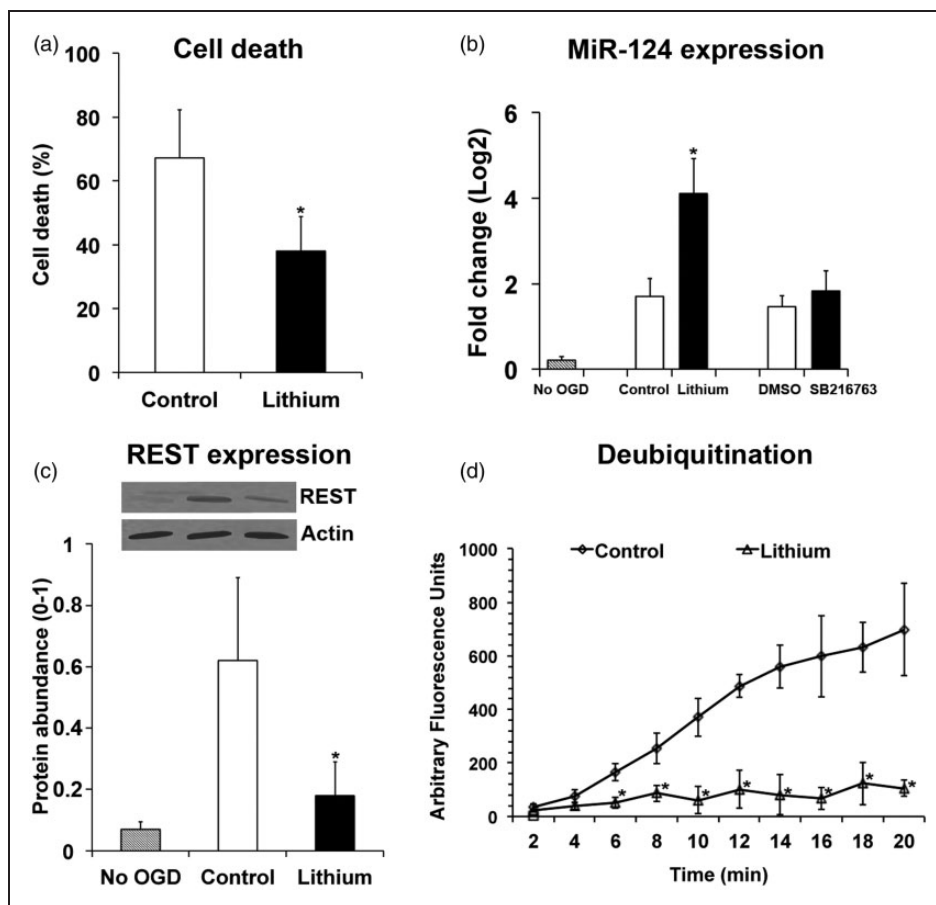 (a)
Cell death
100
80
60
40
20
0
Cell death (%)
*
Control Lithium
(b)
MiR-124 expression
6
4
2
0
Fold change (Log2)
*
No OGD Control Lithium DMSO SB216763
(c)
REST expression
REST
Actin
1
0.8
0.6
0.4
0.2
0
Protein abundance (0-1)
*
No OGD Control Lithium
(d)
Deubiquitination
Control Lithium
1000
800
600
400
200
0
Arbitrary Fluorescence Units
* * * * * * * *
2 4 6 8 10 12 14 16 18 20
Time (min)